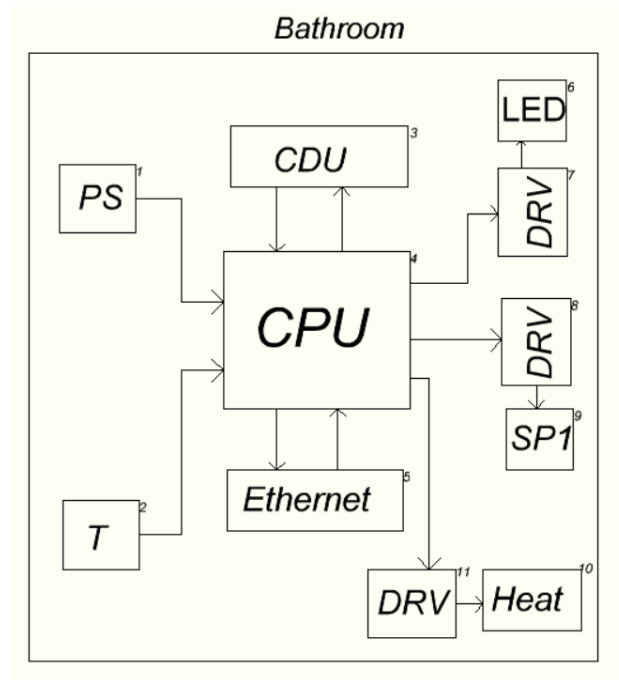 Bathroom
6
LED
3
CDU
1
PS
7
DRV
4
CPU
8
DRV
9
SP1
5
Ethernet
2
T
11
DRV
10
Heat